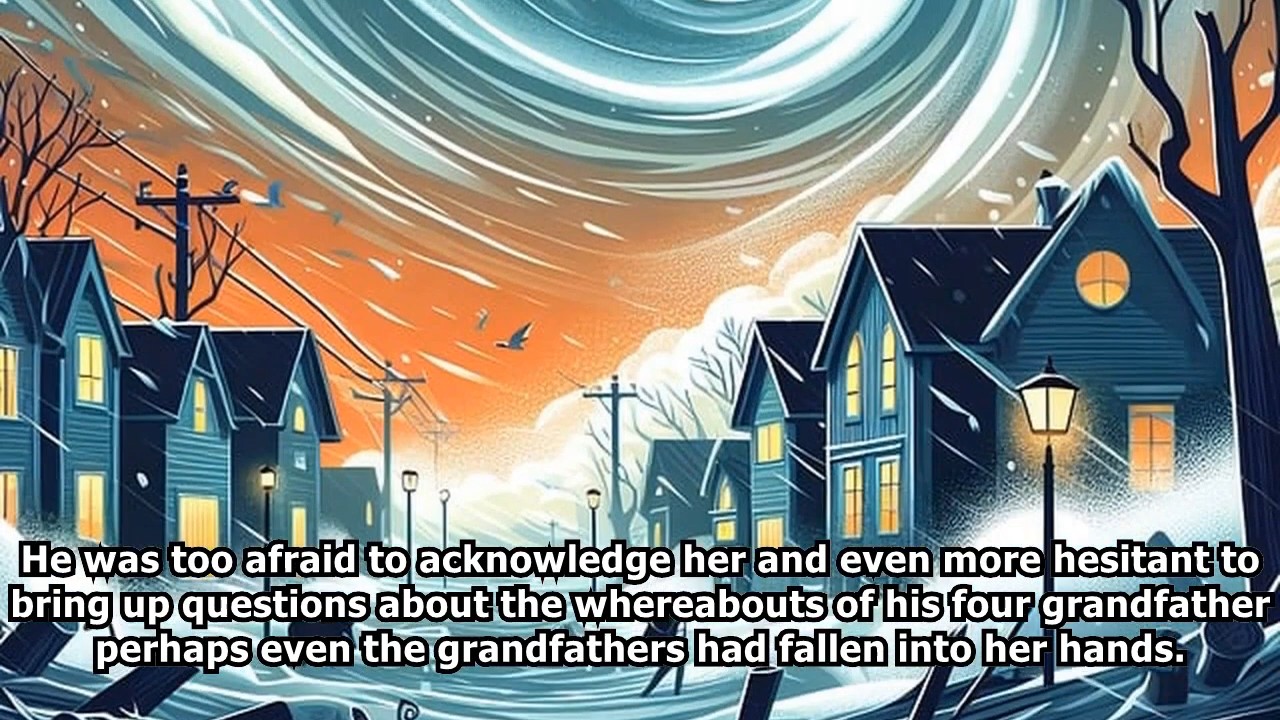 He was too afraid to acknowledge her and even more hesitant to
bring up questions about the whereabouts of his four grandfather
perhaps even the grandfathers had fallen into her hands.